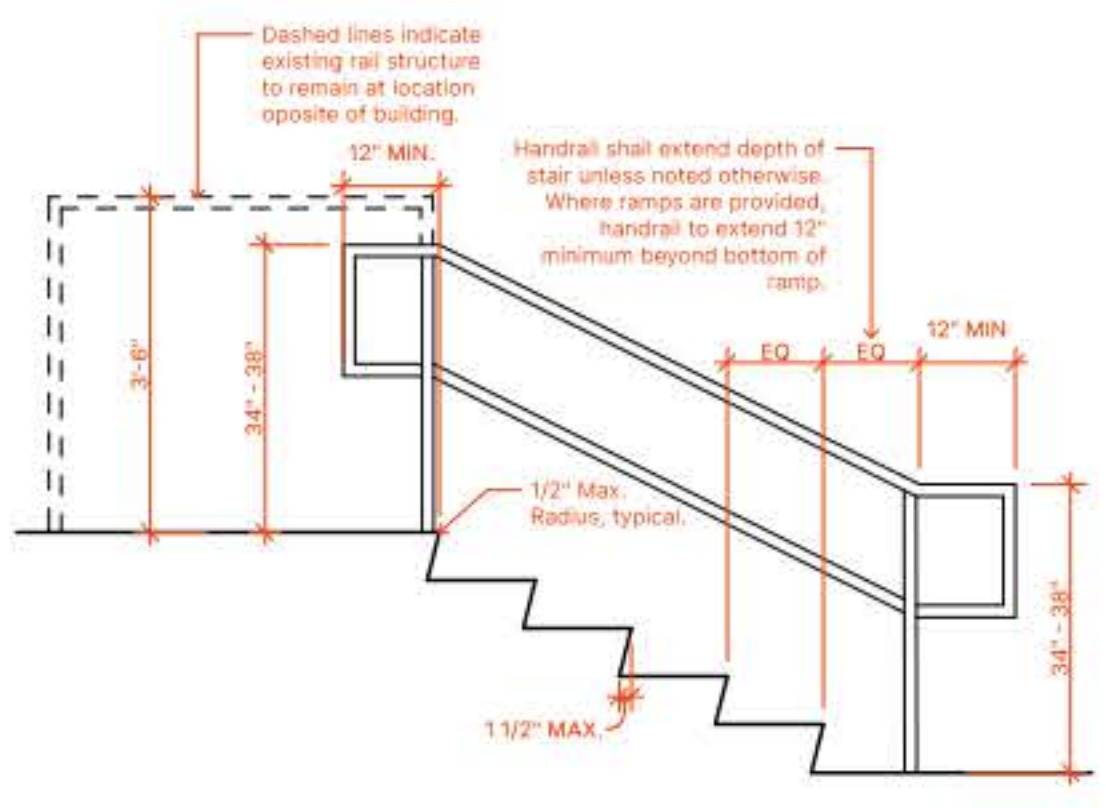 Dashed lines indicate
existing rail structure
to remain at location
oposite of building.
12" MIN.
Handrail shall extend depth of
stair unless noted otherwise.
Where ramps are provided,
handrail to extend 12"
minimum beyond bottom of
ramp.
12" MIN
EQ
EQ
3'-6"
34" - 38"
1/2" Max.
Radius, typical.
34" - 38"
1 1/2" MAX.